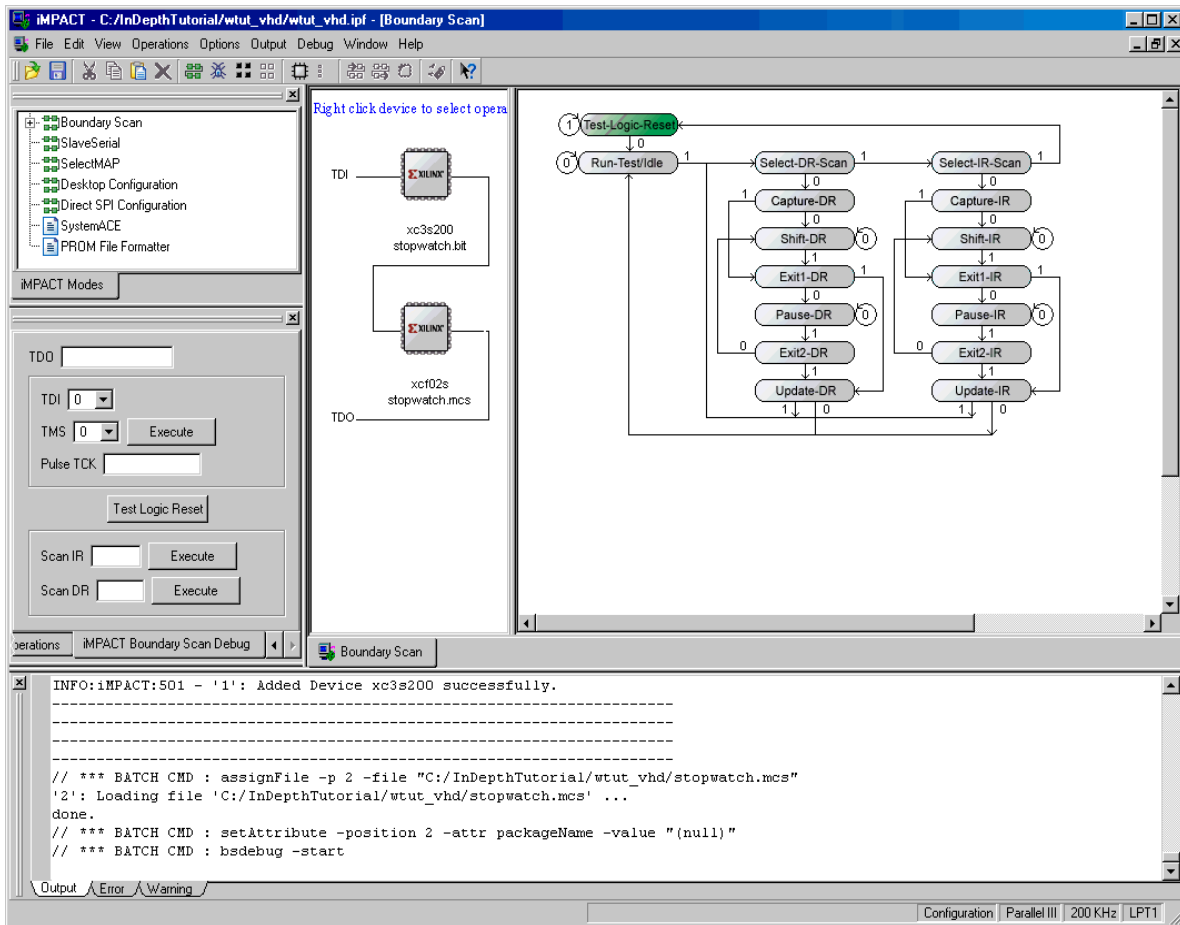 iMPACT - C:/InDepthTutorial/wtut_vhd/wtut_vhd.ipf - [Boundary Scan]
File Edit View Operations Options Output Debug Window Help
Boundary Scan
SlaveSerial
SelectMAP
Desktop Configuration
Direct SPI Configuration
SystemACE
PROM File Formatter
iMPACT Modes
TDO
TDI 0
TMS 0 Execute
Pulse TCK
Test Logic Reset
Scan IR Execute
Scan DR Execute
perations iMPACT Boundary Scan Debug
Right click device to select opera
TDI
XILINX
xc3s200
stopwatch.bit
XILINX
xcf02s
stopwatch.mcs
TDO
1 Test-Logic-Reset
0
0 Run-Test/Idle 1 Select-DR-Scan 1 Select-IR-Scan 1
0 0
1 Capture-DR 1 Capture-IR
0 0
Shift-DR 0 Shift-IR 0
1 1
Exit1-DR 1 Exit1-IR 1
0 0
Pause-DR 0 Pause-IR 0
1 1
0 Exit2-DR 0 Exit2-IR
1 1
Update-DR Update-IR
1 0 1 0
Boundary Scan
INFO:iMPACT:501 - '1': Added Device xc3s200 successfully.
----------------------------------------------------------------------
----------------------------------------------------------------------
----------------------------------------------------------------------
----------------------------------------------------------------------
// *** BATCH CMD : assignFile -p 2 -file "C:/InDepthTutorial/wtut_vhd/stopwatch.mcs"
'2': Loading file 'C:/InDepthTutorial/wtut_vhd/stopwatch.mcs' ...
done.
// *** BATCH CMD : setAttribute -position 2 -attr packageName -value "(null)"
// *** BATCH CMD : bsdebug -start
Output Error Warning
Configuration Parallel III 200 KHz LPT1